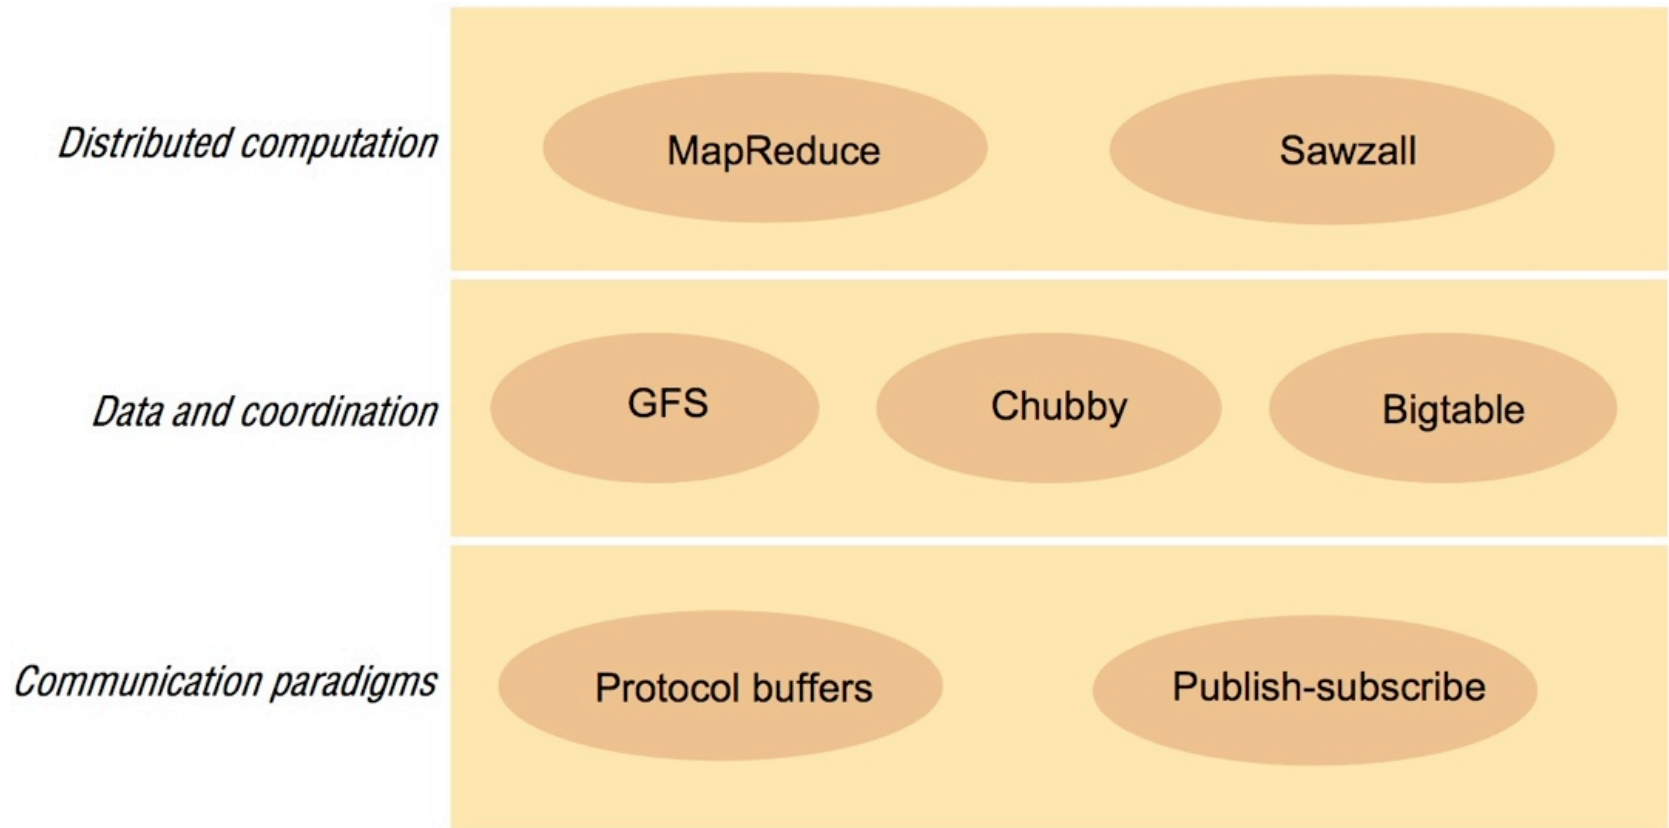 Distributed computation
MapReduce
Sawzall
Data and coordination
GFS
Chubby
Bigtable
Communication paradigms
Protocol buffers
Publish-subscribe